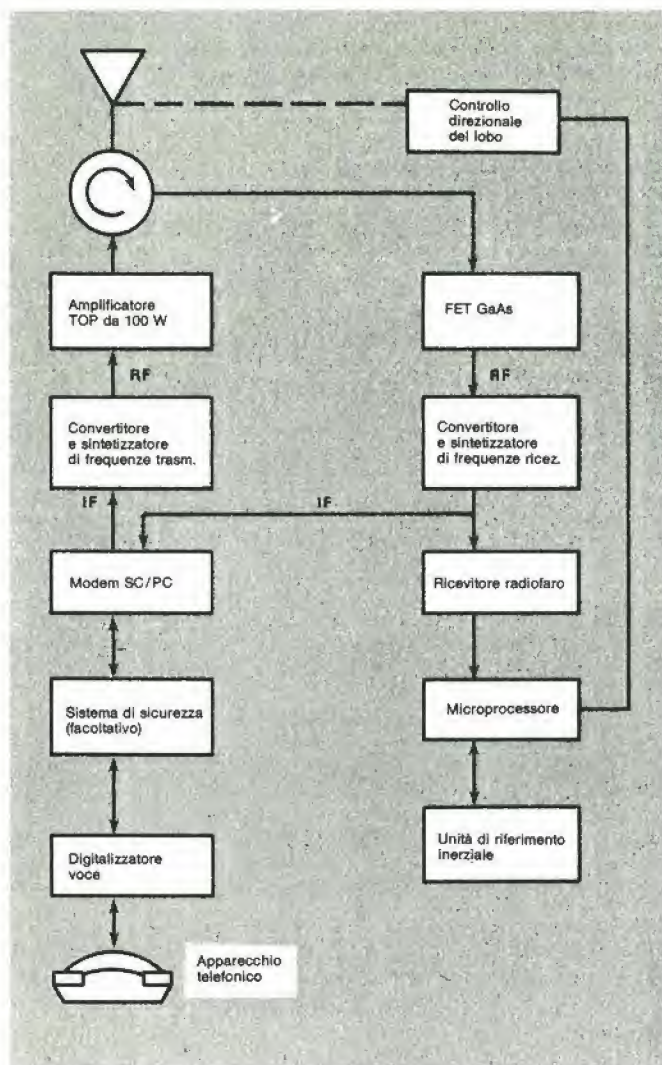 Controllo
direzionale
del lobo
Amplificatore
TOP da 100 W
FET GaAs
RF
RF
Convertitore
e sintetizzatore
di frequenze trasm.
Convertitore
e sintetizzatore
di frequenze ricez.
IF
IF
Modem SC/PC
Ricevitore radiofaro
Sistema di sicurezza
(facoltativo)
Microprocessore
Digitalizzatore
voce
Unità di riferimento
inerziale
Apparecchio
telefonico